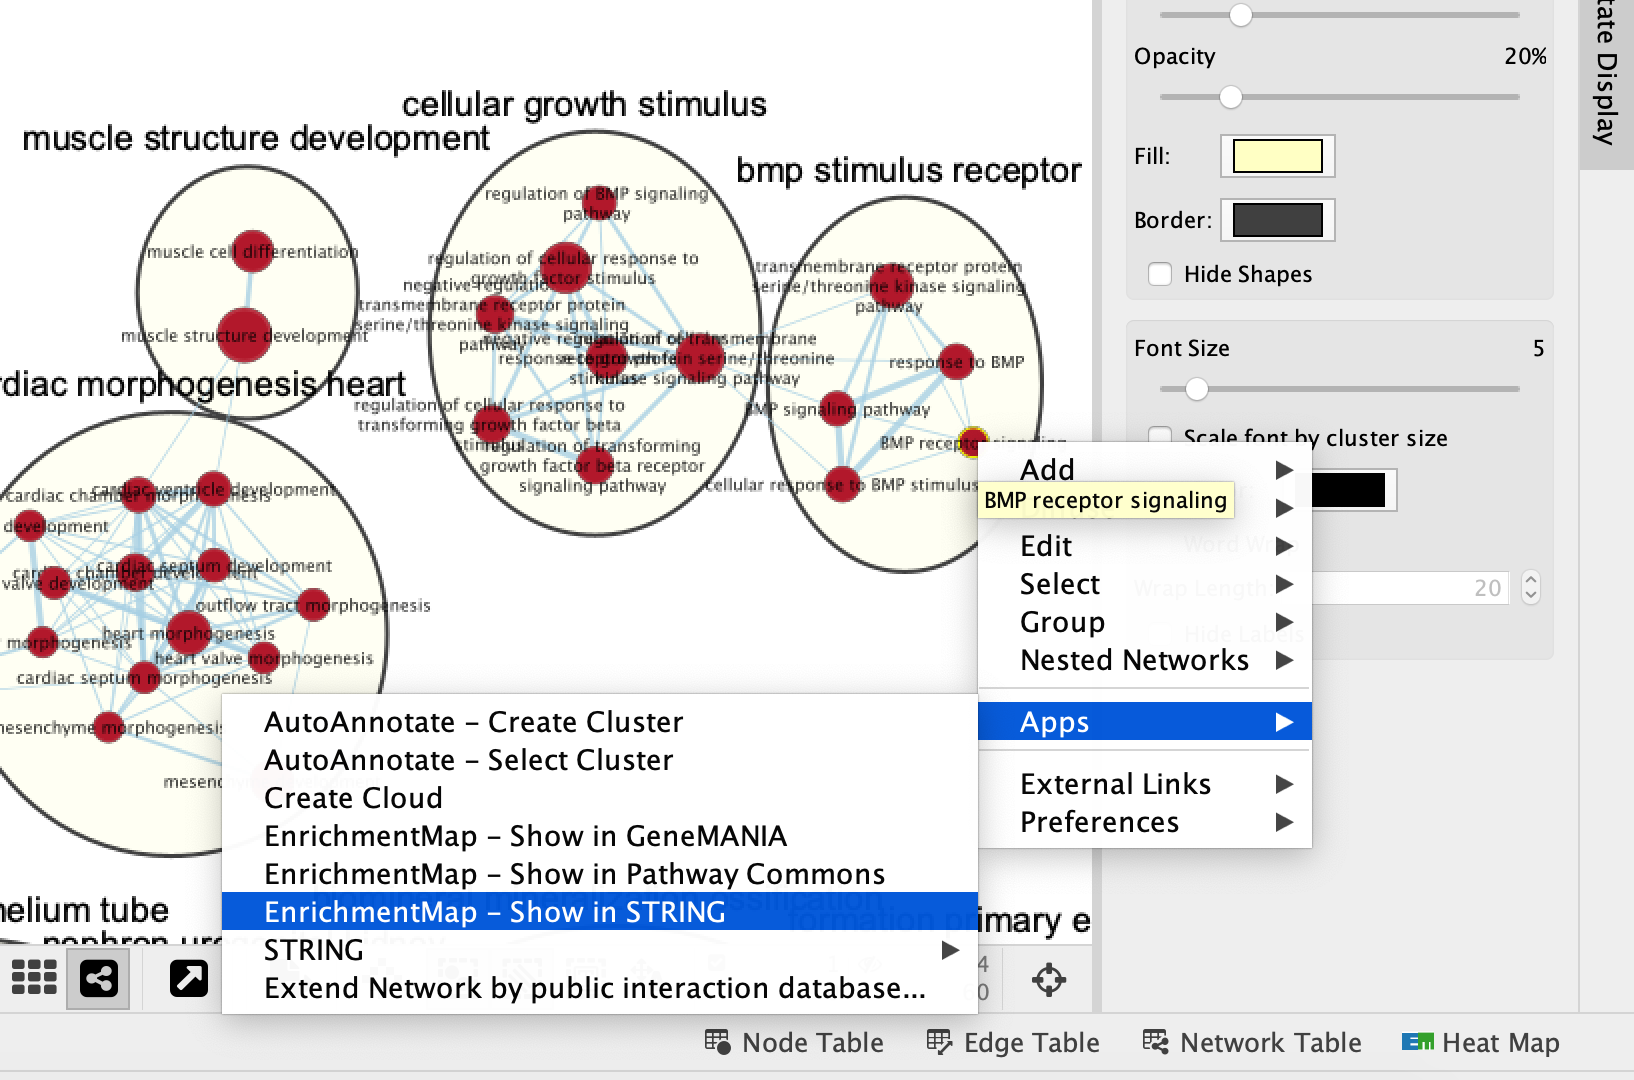 Opacity
20%
tate Display
cellular growth stimulus
muscle structure development
bmp stimulus receptor
Fill:
Border:
Hide Shapes
Font Size
5
Scale font by cluster size
Word Wr
Wrap Length:
20
Hide Labels
regulation of BMP signaling
pathway
muscle cell differentiation
muscle structure development
regulation of cellular response to
growth factor stimulus
negative regulation
transmembrane receptor protein
serine/threonine kinase signaling
pathway
regulation of transmembrane
receptor protein serine/threonine
kinase signaling pathway
regulation of cellular response to
transforming growth factor beta
stimulus
regulation of transforming
growth factor beta receptor
signaling pathway
transmembrane receptor protein
serine/threonine kinase signaling
pathway
response to BMP
BMP signaling pathway
BMP receptor signaling
cellular response to BMP stimulus
rdiac morphogenesis heart
cardiac ventricle development
cardiac chamber morphogenesis
development
cardiac septum development
cardiac chamber development
valve development
outflow tract morphogenesis
heart morphogenesis
morphogenesis
heart valve morphogenesis
cardiac septum morphogenesis
mesenchyme morphogenesis
mesenc
Add
BMP receptor signaling
Edit
Select
Group
Nested Networks
Apps
External Links
Preferences
AutoAnnotate – Create Cluster
AutoAnnotate – Select Cluster
Create Cloud
EnrichmentMap – Show in GeneMANIA
EnrichmentMap – Show in Pathway Commons
EnrichmentMap – Show in STRING
STRING
Extend Network by public interaction database...
helium tube
formation primary e
4
0
Node Table
Edge Table
Network Table
Heat Map